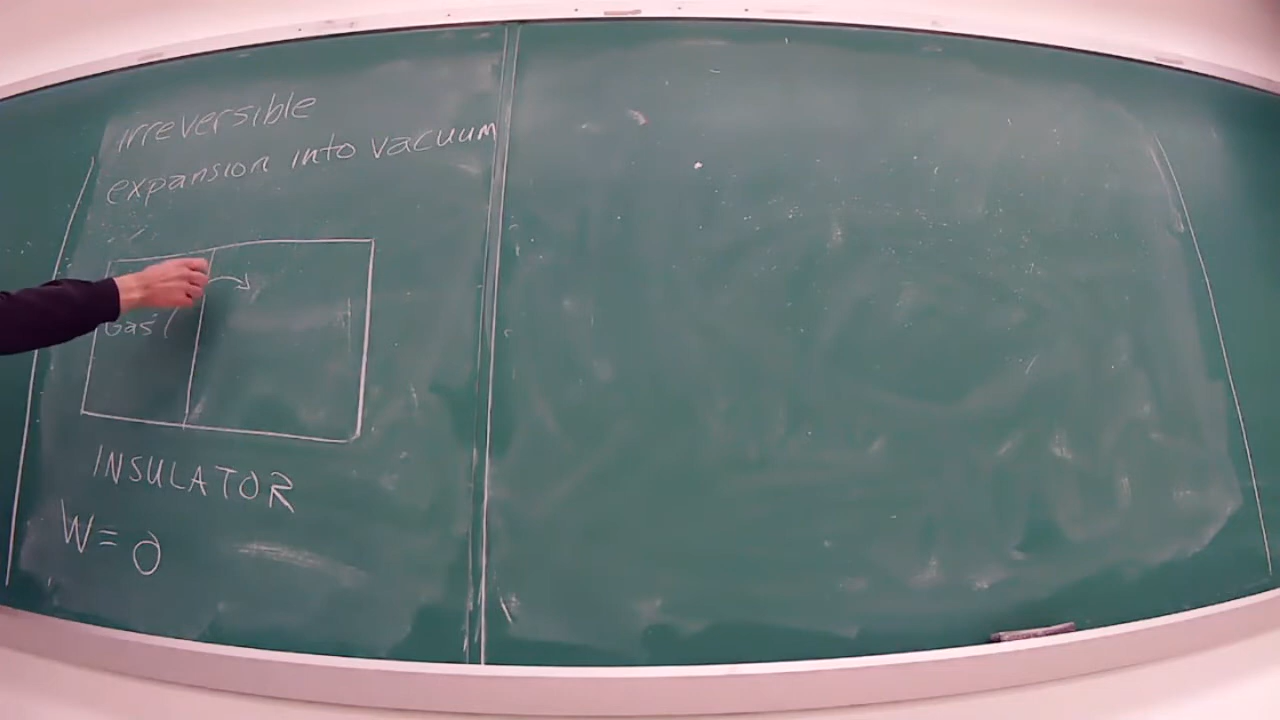 irreversible
expansion into vacuum
Gas
INSULATOR
W = 0